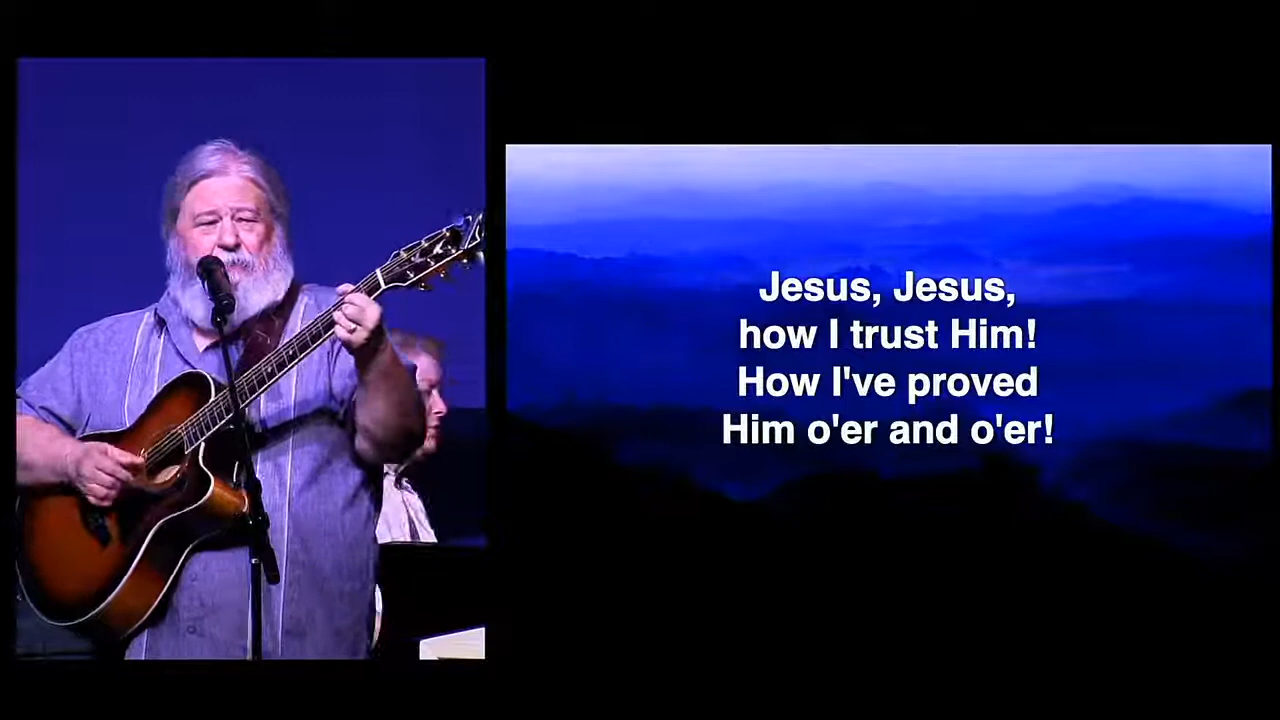 Jesus, Jesus,
how I trust Him!
How I've proved
Him o'er and o'er!